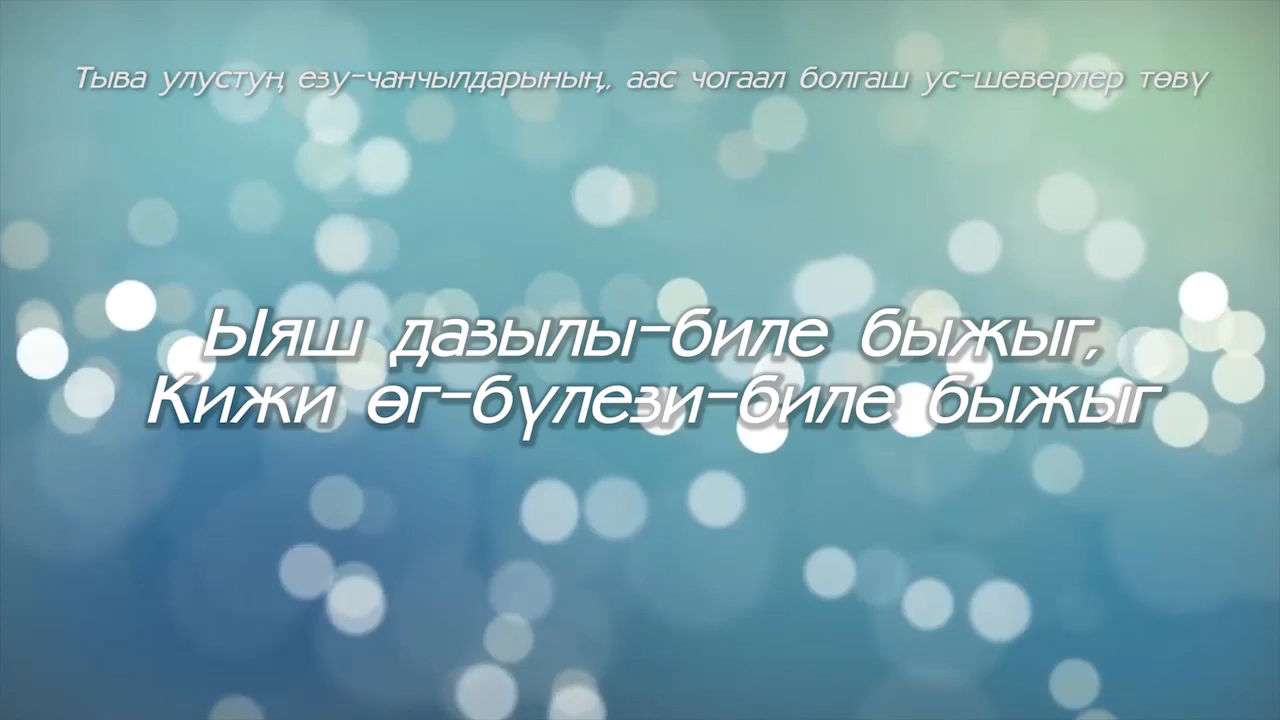 Тыва улустуң езу-чанчылдарының, аас чогаал болгаш ус-шеверлер төвү
Ыяш дазылы-биле быжыг,
Кижи өг-бүлези-биле быжыг